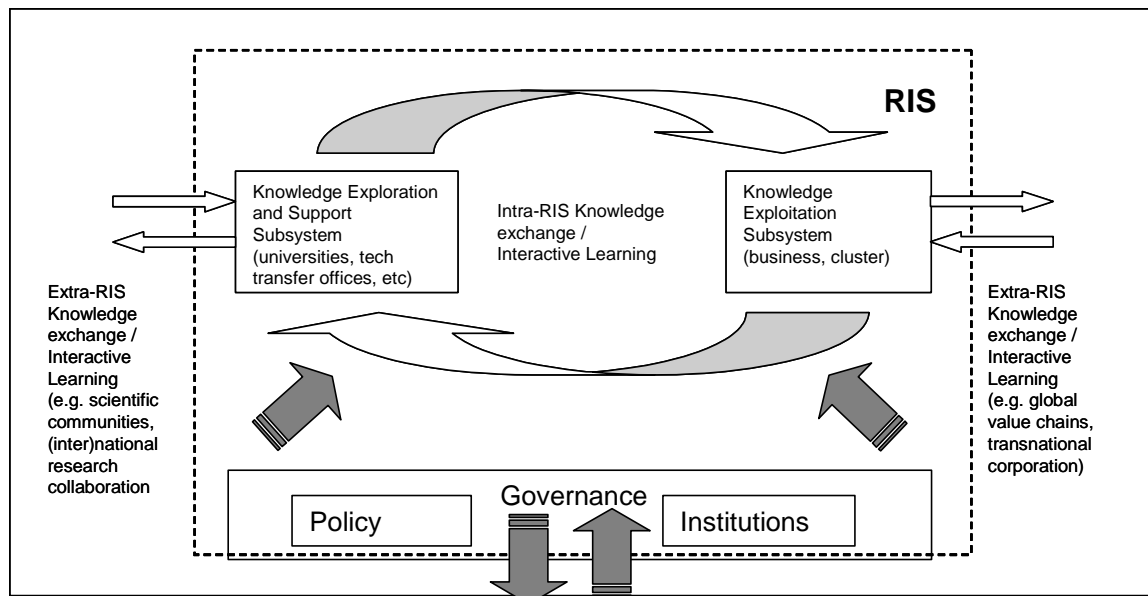 RIS
Knowledge Exploration
and Support
Subsystem
(universities, tech
transfer offices, etc)
Intra-RIS Knowledge
exchange /
Interactive Learning
Knowledge
Exploitation
Subsystem
(business, cluster)
Extra-RIS
Knowledge
exchange /
Interactive
Learning
(e.g. scientific
communities,
(inter)national
research
collaboration
Extra-RIS
Knowledge
exchange /
Interactive
Learning
(e.g. global
value chains,
transnational
corporation)
Governance
Policy
Institutions